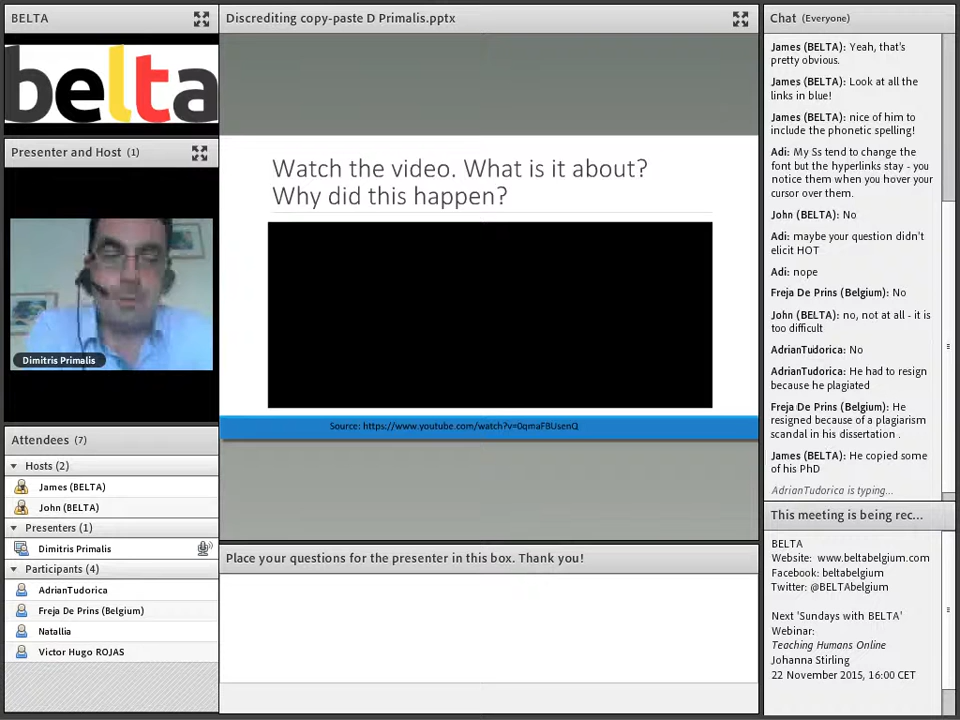 BELTA
belta
Presenter and Host (1)
Dimitris Primalis
Attendees (7)
Hosts (2)
James (BELTA)
John (BELTA)
Presenters (1)
Dimitris Primalis
Participants (4)
AdrianTudorica
Freja De Prins (Belgium)
Natallia
Victor Hugo ROJAS
Discrediting copy-paste D Primalis.pptx
Watch the video. What is it about?
Why did this happen?
Source: https://www.youtube.com/watch?v=0qmaFBUsenQ
Place your questions for the presenter in this box. Thank you!
Chat (Everyone)
James (BELTA): Yeah, that's
pretty obvious.
James (BELTA): Look at all the
links in blue!
James (BELTA): nice of him to
include the phonetic spelling!
Adi: My Ss tend to change the
font but the hyperlinks stay - you
notice them when you hover your
cursor over them.
John (BELTA): No
Adi: maybe your question didn't
elicit HOT
Adi: nope
Freja De Prins (Belgium): No
John (BELTA): no, not at all - it is
too difficult
AdrianTudorica: No
AdrianTudorica: He had to resign
because he plagiated
Freja De Prins (Belgium): He
resigned because of a plagiarism
scandal in his dissertation .
James (BELTA): He copied some
of his PhD
AdrianTudorica is typing...
This meeting is being rec...
BELTA
Website: www.beltabelgium.com
Facebook: beltabelgium
Twitter: @BELTAbelgium
Next 'Sundays with BELTA'
Webinar:
Teaching Humans Online
Johanna Stirling
22 November 2015, 16:00 CET